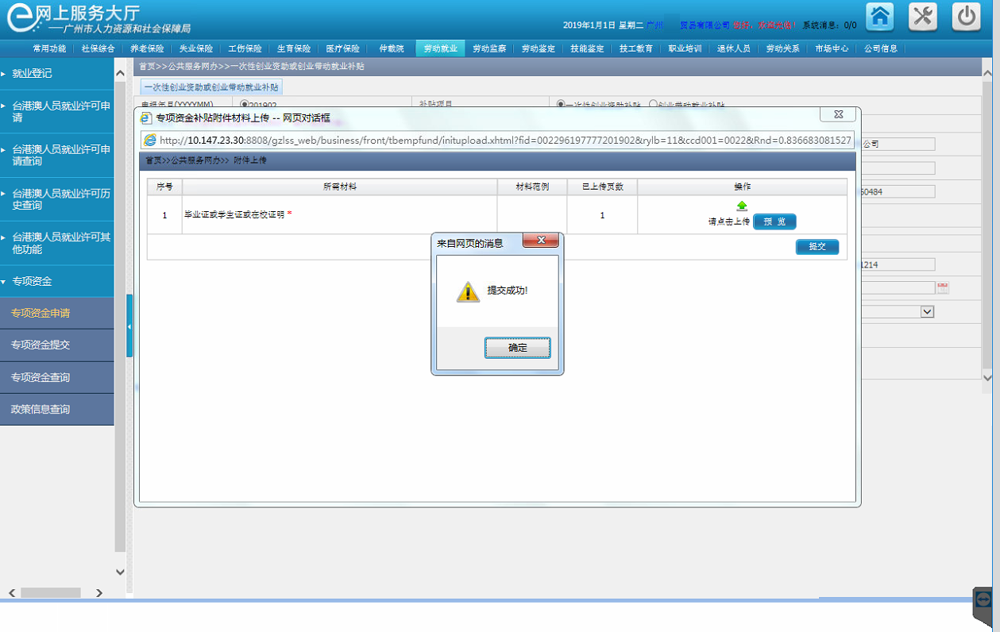 网上服务大厅
——广州市人力资源和社会保障局
2019年1月1日 星期二 广州 贸易有限公司 您好，欢迎光临！ 系统消息：0/0
常用功能 社保综合 养老保险 失业保险 工伤保险 生育保险 医疗保险 仲裁院 劳动就业 劳动监察 劳动鉴定 技能鉴定 技工教育 职业培训 退休人员 劳动关系 市场中心 公司信息
首页>>公共服务网办>>一次性创业资助或创业带动就业补贴
就业登记
台港澳人员就业许可申
请
台港澳人员就业许可申
请查询
台港澳人员就业许可历
史查询
台港澳人员就业许可其
他功能
专项资金
专项资金申请
专项资金提交
专项资金查询
政策信息查询
一次性创业资助或创业带动就业补贴
申报年月(YYYYMM) 201902 补贴项目 一次性创业资助补贴 创业带动就业补贴
公司
60484
1214
专项资金补贴附件材料上传 -- 网页对话框
http://10.147.23.30:8808/gzlss_web/business/front/tbempfund/initupload.xhtml?fid=002296197777201902&rylb=11&ccd001=0022&Rnd=0.836683081527
首页>>公共服务网办>> 附件上传
序号 所需材料 材料范例 已上传页数 操作
1 毕业证或学生证或在校证明 * 1 请点击上传 预 览
提交
来自网页的消息
提交成功!
确定